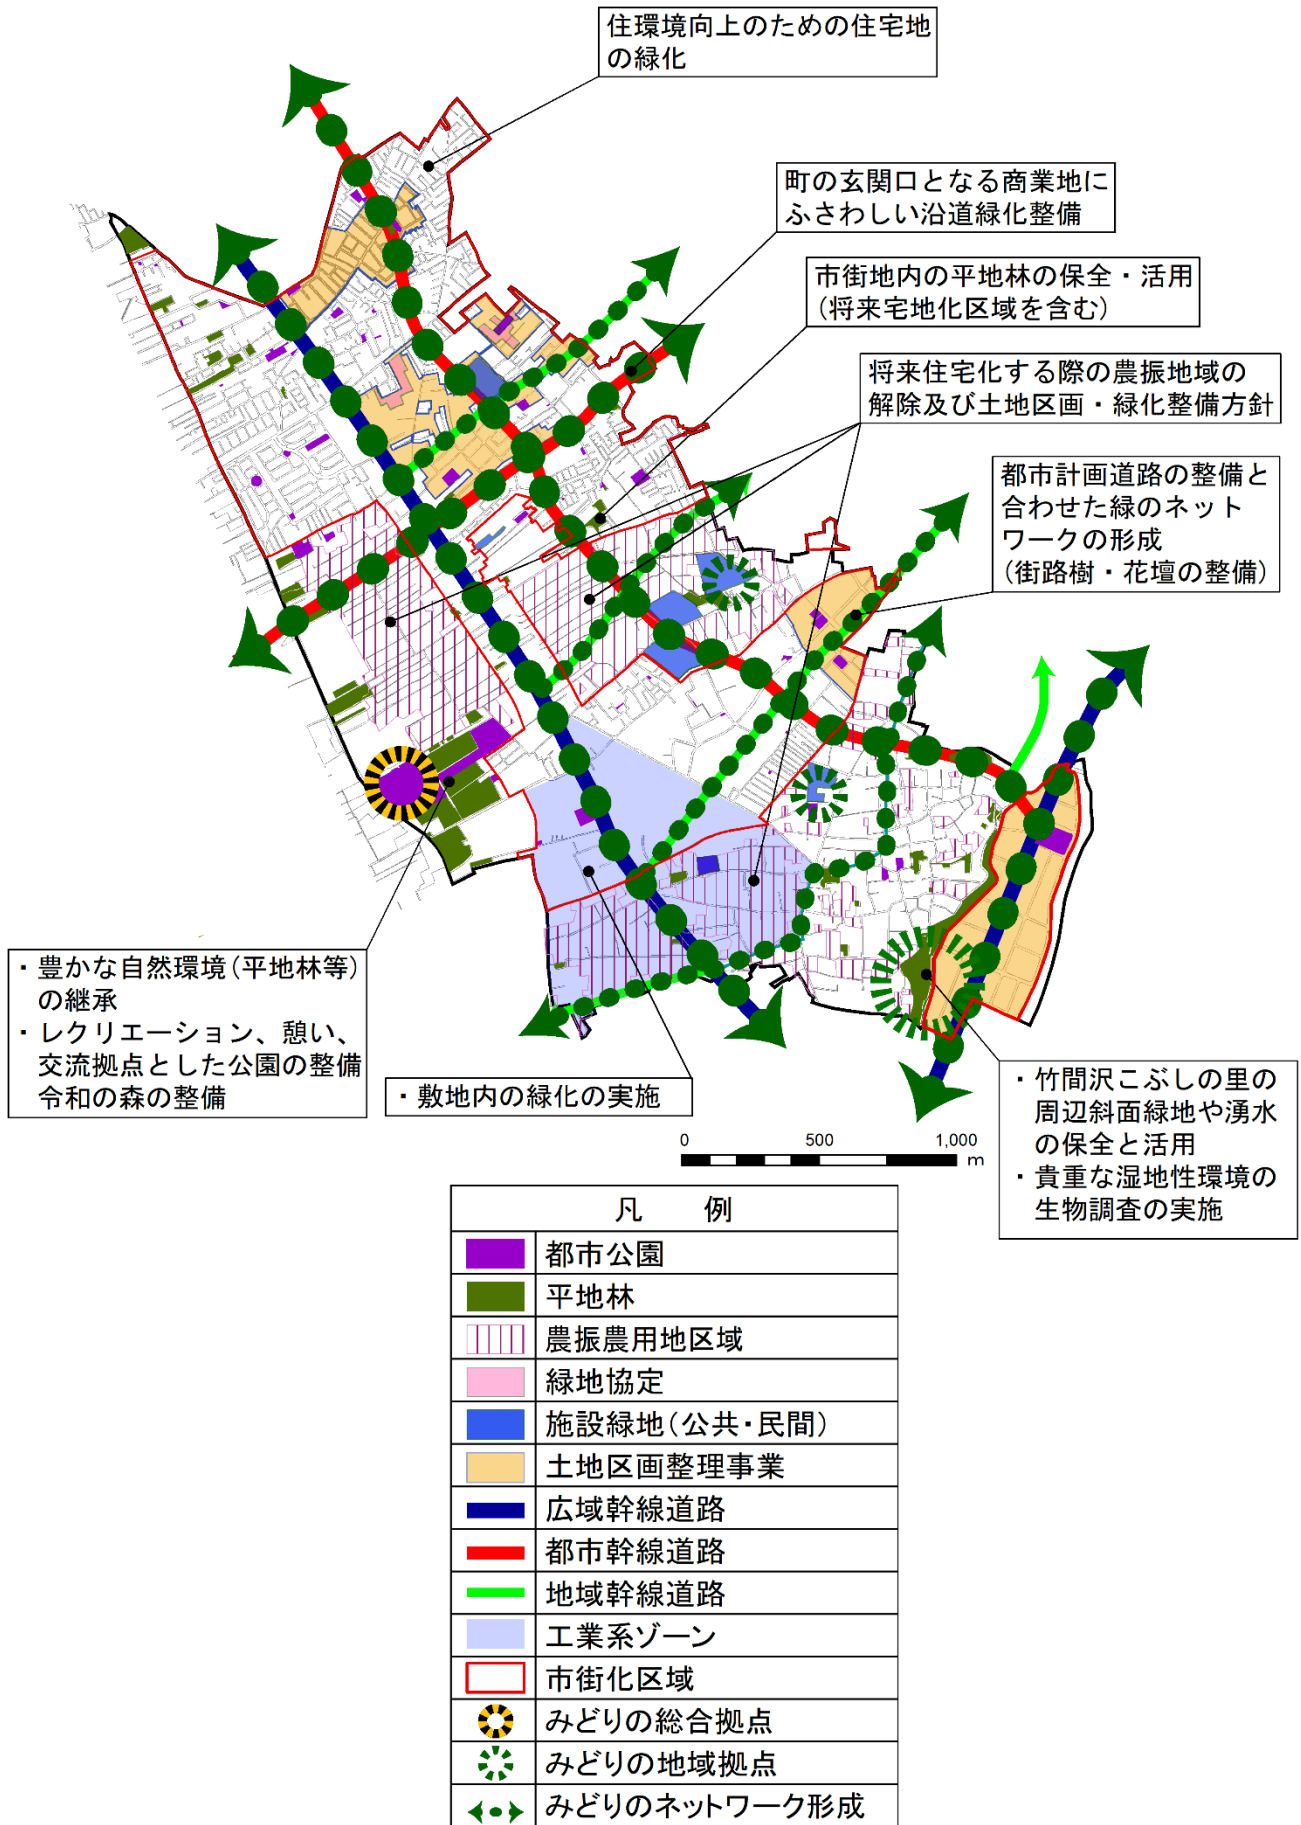 住環境向上のための住宅地
の緑化
町の玄関口となる商業地に
ふさわしい沿道緑化整備
市街地内の平地林の保全・活用
(将来宅地化区域を含む)
将来住宅化する際の農振地域の
解除及び土地区画・緑化整備方針
都市計画道路の整備と
合わせた緑のネット
ワークの形成
(街路樹・花壇の整備)
・豊かな自然環境(平地林等)
の継承
・レクリエーション、憩い、
交流拠点とした公園の整備
令和の森の整備
・敷地内の緑化の実施
・竹間沢こぶしの里の
周辺斜面緑地や湧水
の保全と活用
・貴重な湿地性環境の
生物調査の実施
0 500 1,000
m
凡 例
都市公園
平地林
農振農用地区域
緑地協定
施設緑地(公共・民間)
土地区画整理事業
広域幹線道路
都市幹線道路
地域幹線道路
工業系ゾーン
市街化区域
みどりの総合拠点
みどりの地域拠点
みどりのネットワーク形成